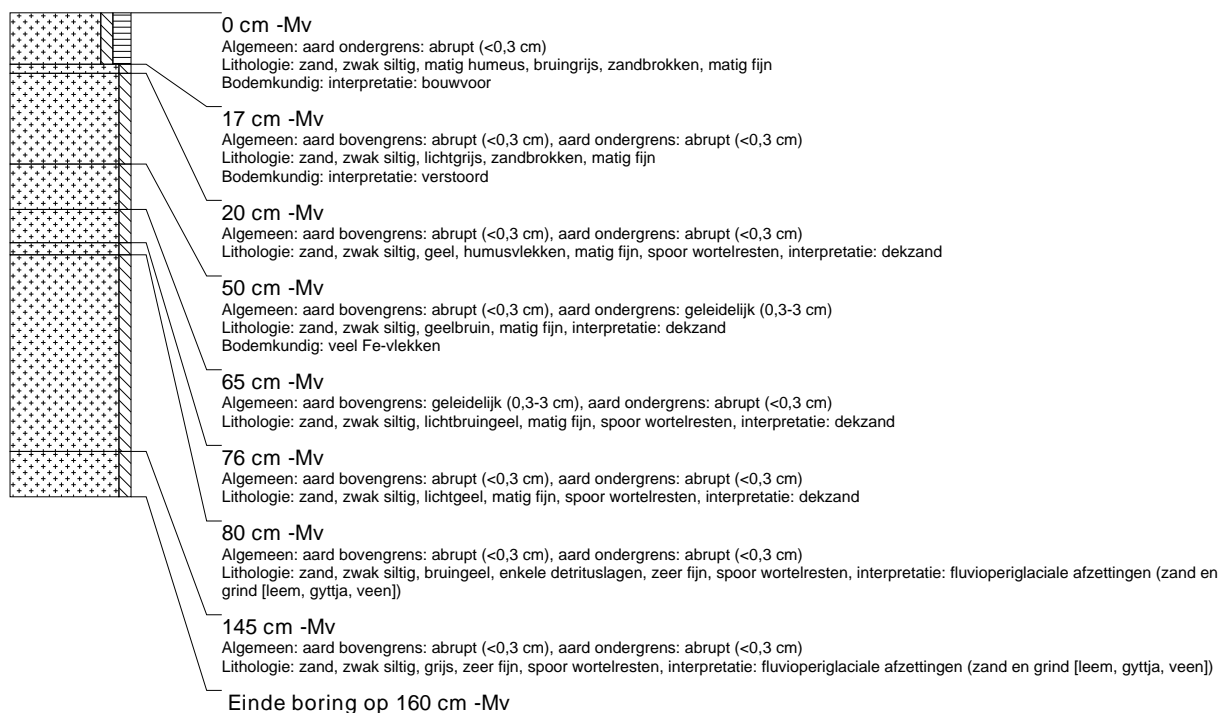 0 cm -Mv
Algemeen: aard ondergrens: abrupt (<0,3 cm)
Lithologie: zand, zwak siltig, matig humeus, bruingrijs, zandbrokken, matig fijn
Bodemkundig: interpretatie: bouwvoor
17 cm -Mv
Algemeen: aard bovengrens: abrupt (<0,3 cm), aard ondergrens: abrupt (<0,3 cm)
Lithologie: zand, zwak siltig, lichtgrijs, zandbrokken, matig fijn
Bodemkundig: interpretatie: verstoord
20 cm -Mv
Algemeen: aard bovengrens: abrupt (<0,3 cm), aard ondergrens: abrupt (<0,3 cm)
Lithologie: zand, zwak siltig, geel, humusvlekken, matig fijn, spoor wortelresten, interpretatie: dekzand
50 cm -Mv
Algemeen: aard bovengrens: abrupt (<0,3 cm), aard ondergrens: geleidelijk (0,3-3 cm)
Lithologie: zand, zwak siltig, geelbruin, matig fijn, interpretatie: dekzand
Bodemkundig: veel Fe-vlekken
65 cm -Mv
Algemeen: aard bovengrens: geleidelijk (0,3-3 cm), aard ondergrens: abrupt (<0,3 cm)
Lithologie: zand, zwak siltig, lichtbruingeel, matig fijn, spoor wortelresten, interpretatie: dekzand
76 cm -Mv
Algemeen: aard bovengrens: abrupt (<0,3 cm), aard ondergrens: abrupt (<0,3 cm)
Lithologie: zand, zwak siltig, lichtgeel, matig fijn, spoor wortelresten, interpretatie: dekzand
80 cm -Mv
Algemeen: aard bovengrens: abrupt (<0,3 cm), aard ondergrens: abrupt (<0,3 cm)
Lithologie: zand, zwak siltig, bruingeel, enkele detrituslagen, zeer fijn, spoor wortelresten, interpretatie: fluvioperiglaciale afzettingen (zand en
grind [leem, gyttja, veen])
145 cm -Mv
Algemeen: aard bovengrens: abrupt (<0,3 cm), aard ondergrens: abrupt (<0,3 cm)
Lithologie: zand, zwak siltig, grijs, zeer fijn, spoor wortelresten, interpretatie: fluvioperiglaciale afzettingen (zand en grind [leem, gyttja, veen])
Einde boring op 160 cm -Mv